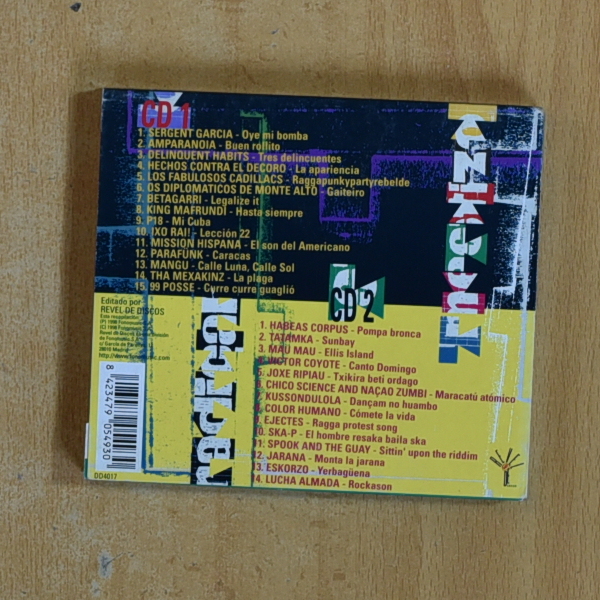 CD 1
1. SERGENT GARCIA - Oye mi bomba
2. AMPARANOIA - Buen rollito
3. DELINQUENT HABITS - Tres delincuentes
4. HECHOS CONTRA EL DECORO - La apariencia
5. LOS FABULOSOS CADILLACS - Raggapunkypartyrebelde
6. OS DIPLOMATICOS DE MONTE ALTO - Gaiteiro
7. BETAGARRI - Legalize it
8. KING MAFRUNDI - Hasta siempre
9. P18 - Mi Cuba
10. IXO RAI! - Lección 22
11. MISSION HISPANA - El son del Americano
12. PARAFÜNK - Caracas
13. MANGU - Calle Luna, Calle Sol
14. THA MEXAKINZ - La plaga
15. 99 POSSE - Curre curre guagliò
CD 2
1. HABEAS CORPUS - Pompa bronca
2. TATAMKA - Sunbay
3. MAU MAU - Ellis Island
4. VICTOR COYOTE - Canto Domingo
5. JOXE RIPIAU - Txikira beti ordago
6. CHICO SCIENCE AND NAÇAO ZUMBI - Maracatú atómico
7. KUSSONDULOLA - Dançam no huambo
8. COLOR HUMANO - Cómete la vida
9. EJECTES - Ragga protest song
10. SKA-P - El hombre resaka baila ska
11. SPOOK AND THE GUAY - Sittin' upon the riddim
12. JARANA - Monta la jarana
13. ESKORZO - Yerbagüena
14. LUCHA ALMADA - Rockason
Editado por
REVEL DE DISCOS
8 423479 054930
DD4017